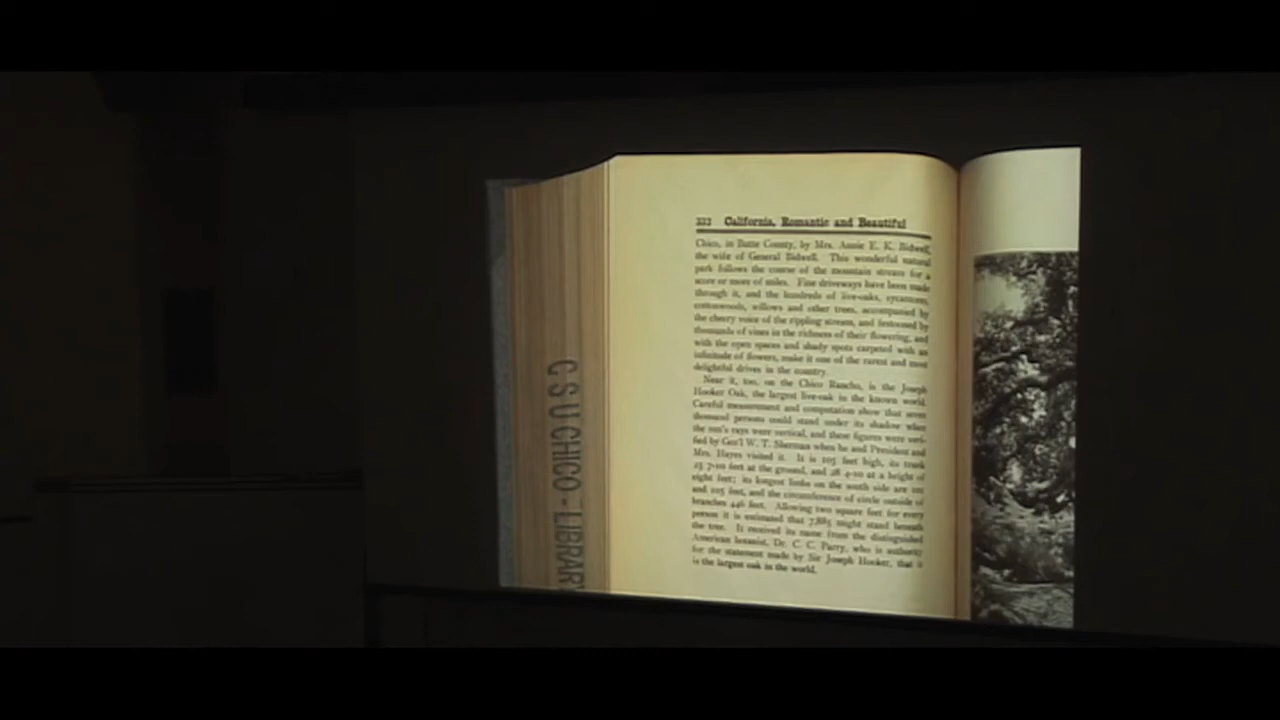 332 California, Romantic and Beautiful
Chico, in Butte County, by Mrs. Annie E. K. Bidwell,
the wife of General Bidwell. This wonderful natural
park follows the course of the mountain stream for a
score or more of miles. Fine driveways have been made
through it, and the hundreds of live-oaks, sycamores,
cottonwoods, willows and other trees, accompanied by
the cheery voice of the rippling stream, and festooned by
thousands of vines in the richness of their flowering, and
with the open spaces and shady spots carpeted with an
infinitude of flowers, make it one of the rarest and most
delightful drives in the country.
Near it, too, on the Chico Rancho, is the Joseph
Hooker Oak, the largest live-oak in the known world.
Careful measurement and computation show that seven
thousand persons could stand under its shadow when
the sun's rays were vertical, and these figures were veri-
fied by Gen'l W. T. Sherman when he and President and
Mrs. Hayes visited it. It is 105 feet high, its trunk
23 7-10 feet at the ground, and 28 4-10 at a height of
eight feet; its longest limbs on the south side are
and 105 feet, and the circumference of circle outside of
branches 446 feet. Allowing two square feet for every
person it is estimated that 7,885 might stand beneath
the tree. It received its name from the distinguished
American botanist, Dr. C. C. Parry, who is authority
for the statement made by Sir Joseph Hooker, that it
is the largest oak in the world.
CSU CHICO-LIBRARY